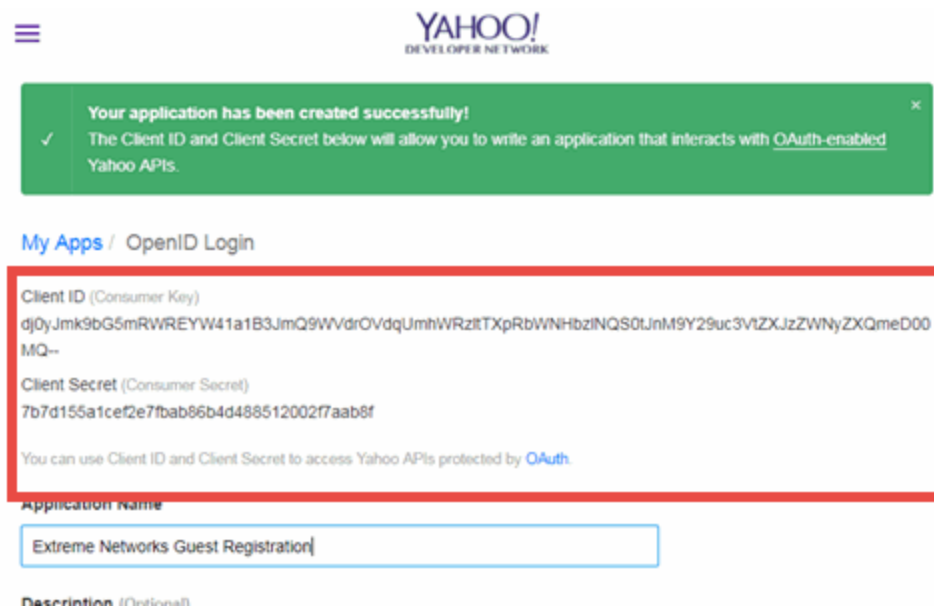 YAHOO!
DEVELOPER NETWORK
Your application has been created successfully!
The Client ID and Client Secret below will allow you to write an application that interacts with OAuth-enabled
Yahoo APIs.
My Apps / OpenID Login
Client ID (Consumer Key)
dj0yJmk9bG5mRWREYW41a1B3JmQ9WVdrOVdqUmhWRzltTXpRbWNHbzlNQS0tJnM9Y29uc3VtZXJzZWNyZXQmeD00
MQ--
Client Secret (Consumer Secret)
7b7d155a1cef2e7fbab86b4d488512002f7aab8f
You can use Client ID and Client Secret to access Yahoo APIs protected by OAuth.
Application Name
Extreme Networks Guest Registration
Description (Optional)